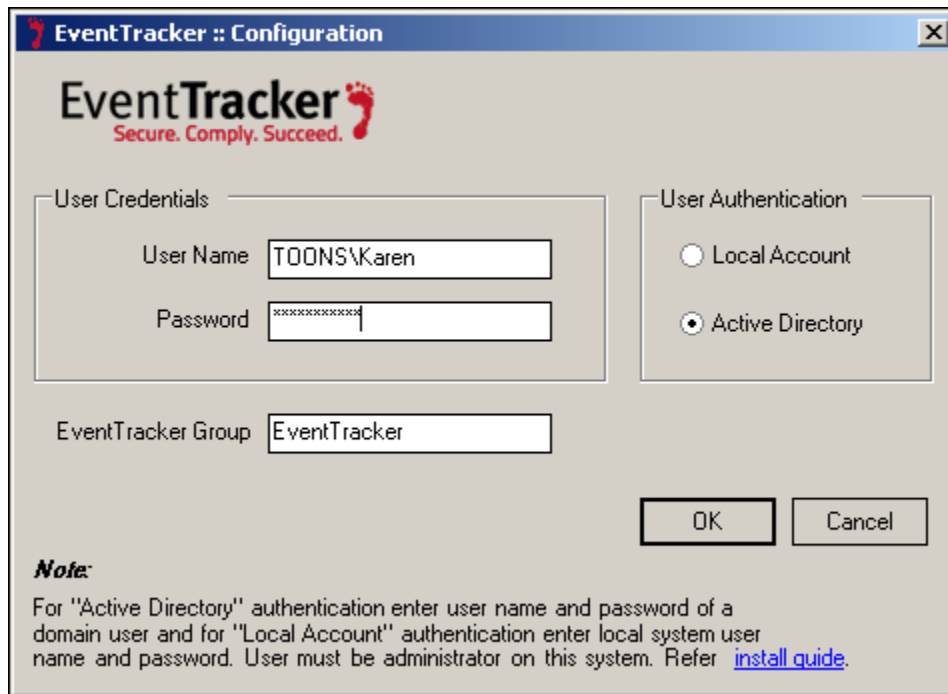 EventTracker :: Configuration
EventTracker
Secure. Comply. Succeed.
User Credentials
User Name TOONS\Karen
Password xxxxxxxxxxx
User Authentication
Local Account
Active Directory
EventTracker Group EventTracker
OK Cancel
Note:
For "Active Directory" authentication enter user name and password of a
domain user and for "Local Account" authentication enter local system user
name and password. User must be administrator on this system. Refer install guide.